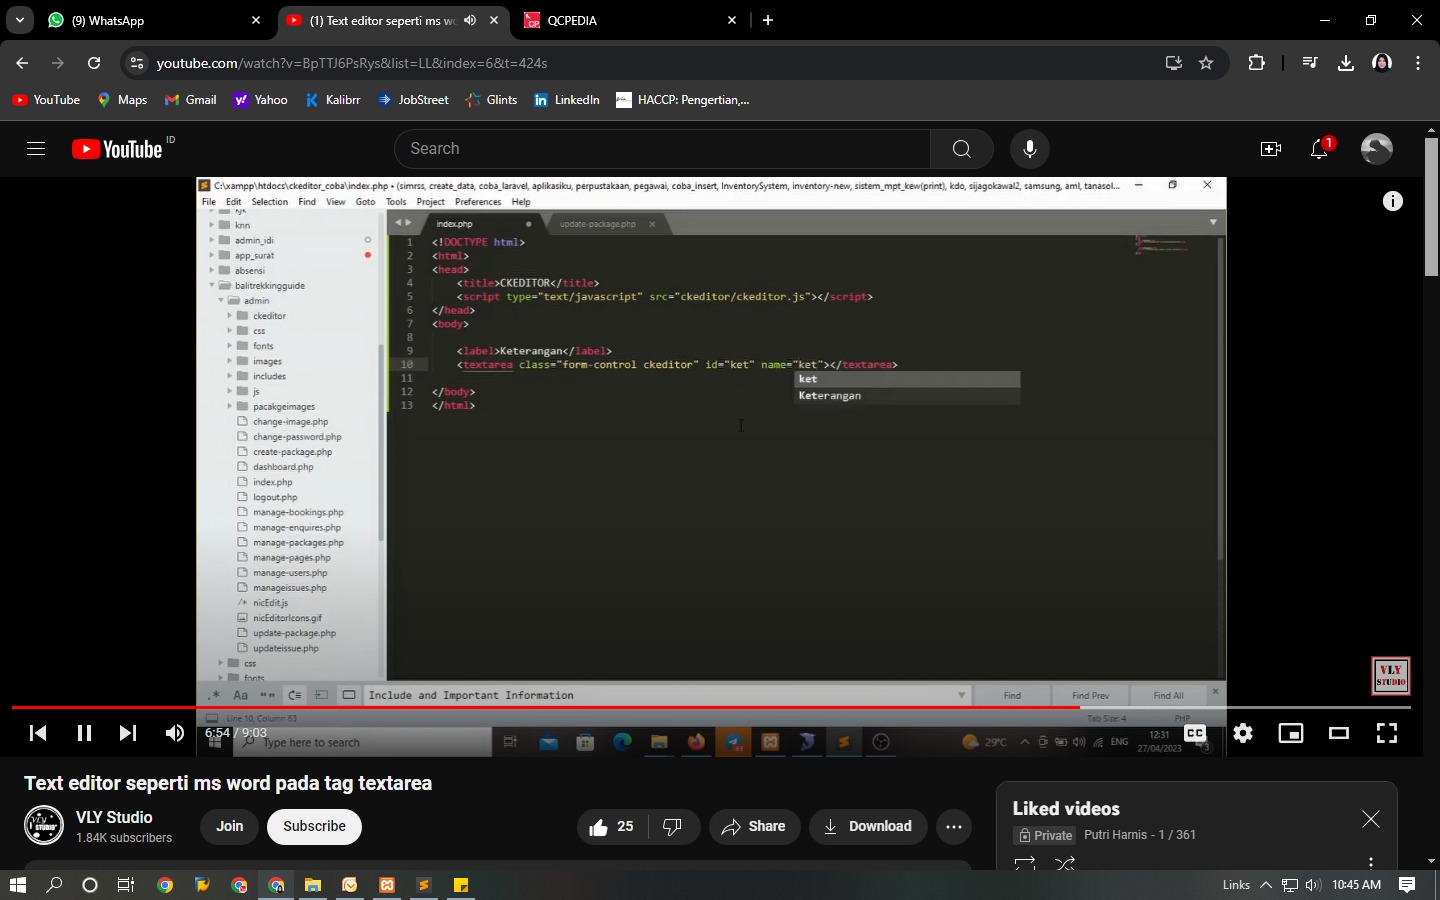 (9) WhatsApp
(1) Text editor seperti ms wo
QCPEDIA
youtube.com/watch?v=BpTTJ6PsRys&list=LL&index=6&t=424s
YouTube
Maps
Gmail
Yahoo
Kalibrr
JobStreet
Glints
LinkedIn
HACCP: Pengertian,...
YouTube ID
Search
1
C:\xampp\htdocs\ckeditor_coba\index.php • (simrss, create_data, coba_laravel, aplikasiku, perpustakaan, pegawai, coba_insert, InventorySystem, inventory-new, sistem_mpt_kew(print), kdo, sijagokawal2, samsung, aml, tanasol...
File Edit Selection Find View Goto Tools Project Preferences Help
kjk
knn
admin_idi
app_surat
absensi
balitrekkingguide
admin
ckeditor
css
fonts
images
includes
js
pacakgeimages
change-image.php
change-password.php
create-package.php
dashboard.php
index.php
logout.php
manage-bookings.php
manage-enquires.php
manage-packages.php
manage-pages.php
manage-users.php
manageissues.php
/* nicEdit.js
nicEditorIcons.gif
update-package.php
updateissue.php
css
fonts
index.php
update-package.php
1 <!DOCTYPE html>
2 <html>
3 <head>
4 <title>CKEDITOR</title>
5 <script type="text/javascript" src="ckeditor/ckeditor.js"></script>
6 </head>
7 <body>
8
9 <label>Keterangan</label>
10 <textarea class="form-control ckeditor" id="ket" name="ket"></textarea>
11
12 </body>
13 </html>
ket
Keterangan
VLY
STUDIO
.* Aa “”
Include and Important Information
Find
Find Prev
Find All
Line 10, Column 63
Tab Size: 4
PHP
Type here to search
29°C
ENG
12:31
27/04/2023
3
6:54 / 9:03
CC
Text editor seperti ms word pada tag textarea
VLY STUDIO
VLY Studio
1.84K subscribers
Join
Subscribe
25
Share
Download
Liked videos
Private
Putri Harnis - 1 / 361
Links
10:45 AM